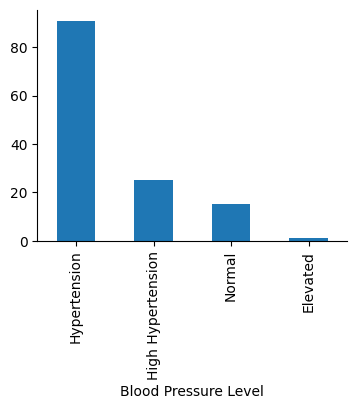 80
60
40
20
0
Hypertension
High Hypertension
Normal
Elevated
Blood Pressure Level